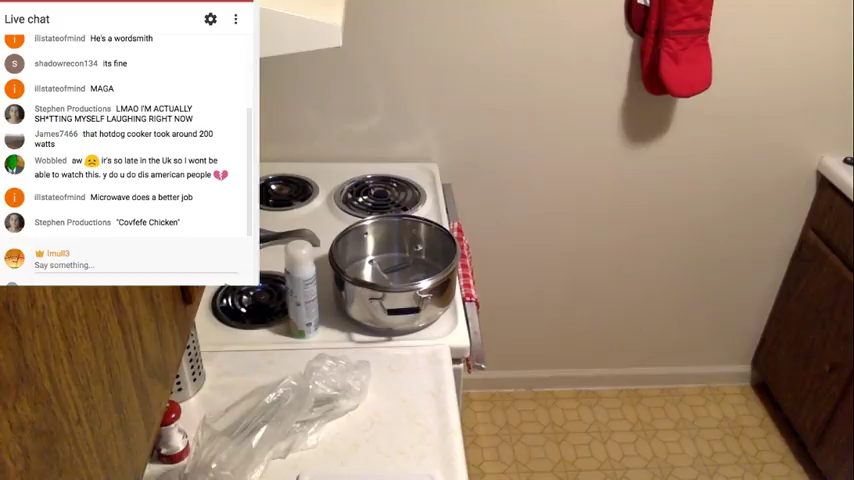 Live chat
illstateofmind He's a wordsmith
shadowrecon134 its fine
illstateofmind MAGA
Stephen Productions LMAO I'M ACTUALLY
SH*TTING MYSELF LAUGHING RIGHT NOW
James7466 that hotdog cooker took around 200
watts
Wobbled aw 😟 ir's so late in the Uk so I wont be
able to watch this. y do u do dis american people 💔
illstateofmind Microwave does a better job
Stephen Productions "Covfefe Chicken"
lmull3
Say something...